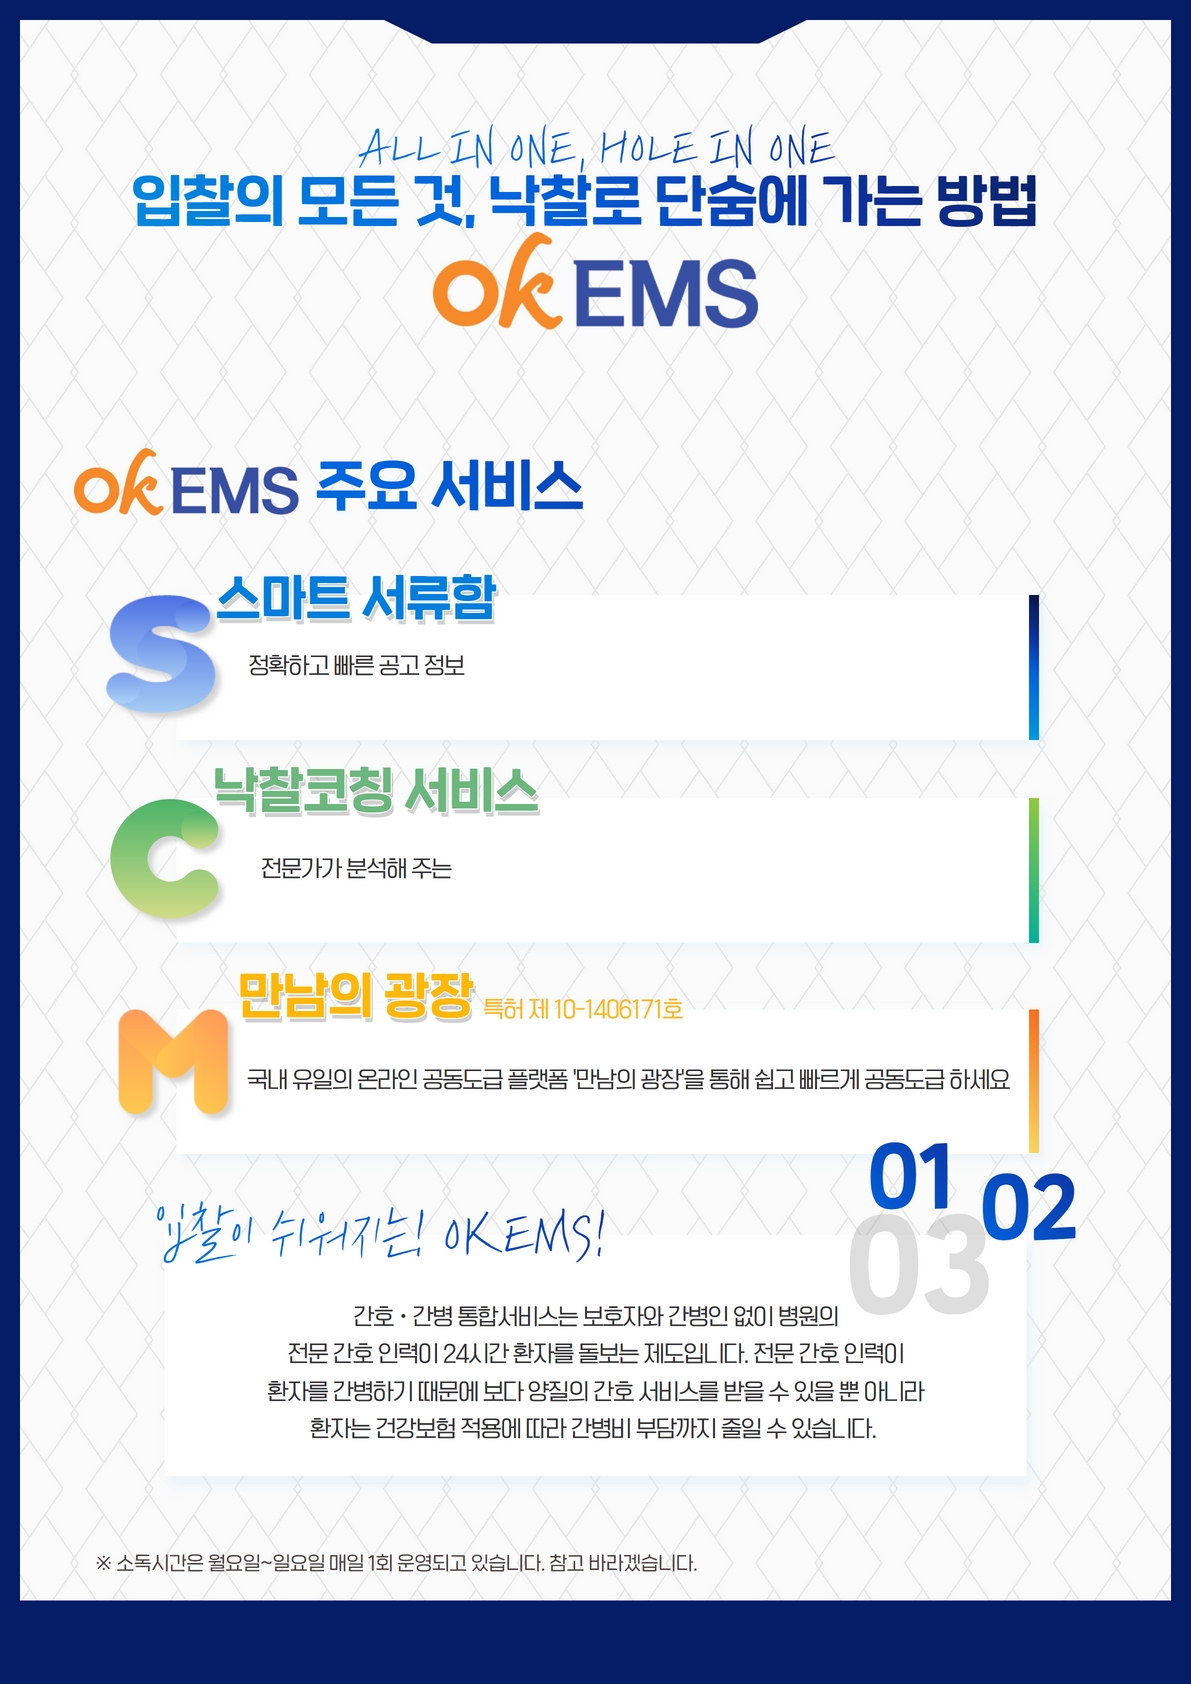 ALL IN ONE, HOLE IN ONE
입찰의 모든 것, 낙찰로 단숨에 가는 방법
ok EMS
ok EMS 주요 서비스
S
스마트 서류함
정확하고 빠른 공고 정보
C
낙찰코칭 서비스
전문가가 분석해 주는
M
만남의 광장 특허 제 10-1406171호
국내 유일의 온라인 공동도급 플랫폼 '만남의 광장'을 통해 쉽고 빠르게 공동도급 하세요
01
02
03
입찰이 쉬워지는! OKEMS!
간호・간병 통합서비스는 보호자와 간병인 없이 병원의
전문 간호 인력이 24시간 환자를 돌보는 제도입니다. 전문 간호 인력이
환자를 간병하기 때문에 보다 양질의 간호 서비스를 받을 수 있을 뿐 아니라
환자는 건강보험 적용에 따라 간병비 부담까지 줄일 수 있습니다.
※ 소독시간은 월요일~일요일 매일 1회 운영되고 있습니다. 참고 바라겠습니다.